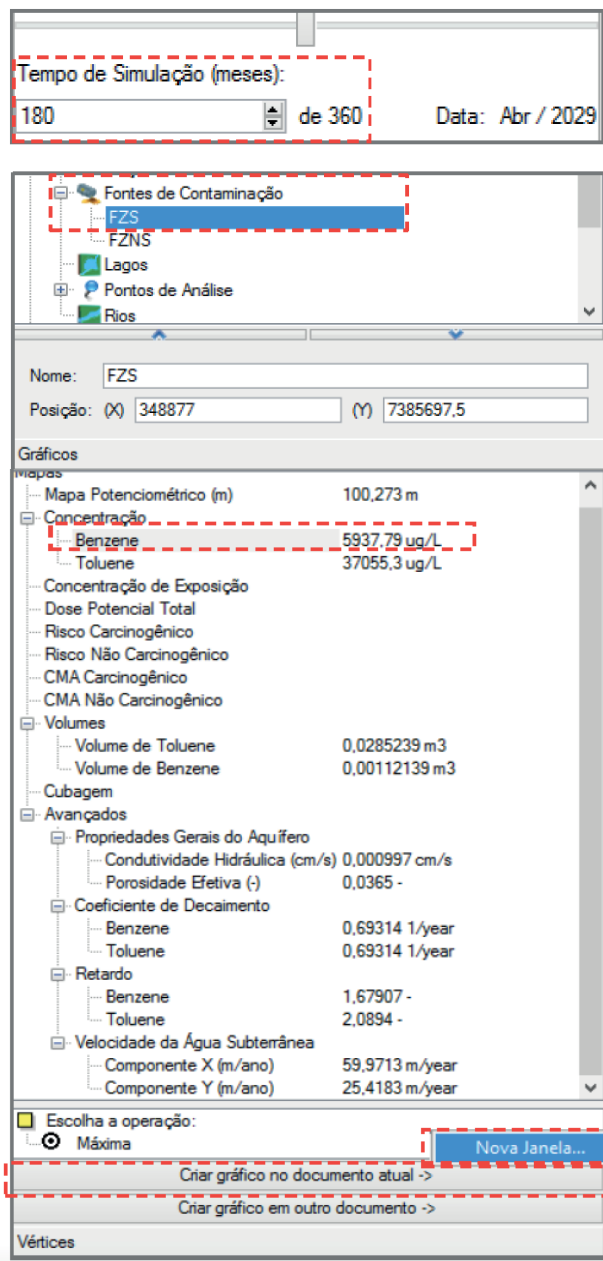 Tempo de Simulação (meses):
180 de 360 Data: Abr / 2029
Fontes de Contaminação
FZS
FZNS
Lagos
Pontos de Análise
Rios
Nome: FZS
Posição: (X) 348877 (Y) 7385697,5
Gráficos
Mapas
Mapa Potenciométrico (m) 100,273 m
Concentração
Benzene 5937,79 ug/L
Toluene 37055,3 ug/L
Concentração de Exposição
Dose Potencial Total
Risco Carcinogênico
Risco Não Carcinogênico
CMA Carcinogênico
CMA Não Carcinogênico
Volumes
Volume de Toluene 0,0285239 m3
Volume de Benzene 0,00112139 m3
Cubagem
Avançados
Propriedades Gerais do Aquífero
Condutividade Hidráulica (cm/s) 0,000997 cm/s
Porosidade Efetiva (-) 0,0365 -
Coeficiente de Decaimento
Benzene 0,69314 1/year
Toluene 0,69314 1/year
Retardo
Benzene 1,67907 -
Toluene 2,0894 -
Velocidade da Água Subterrânea
Componente X (m/ano) 59,9713 m/year
Componente Y (m/ano) 25,4183 m/year
Escolha a operação:
Máxima
Nova Janela...
Criar gráfico no documento atual ->
Criar gráfico em outro documento ->
Vértices